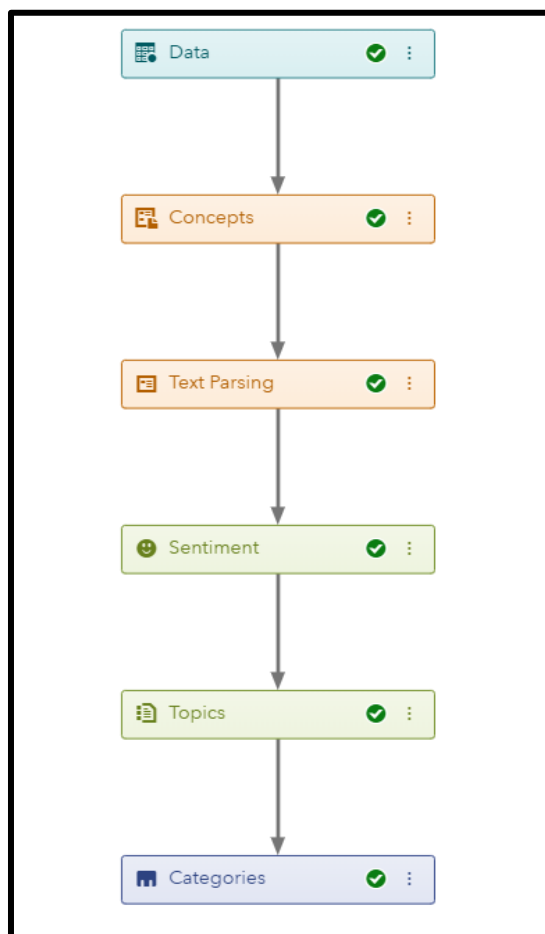 Data
Concepts
Text Parsing
Sentiment
Topics
Categories